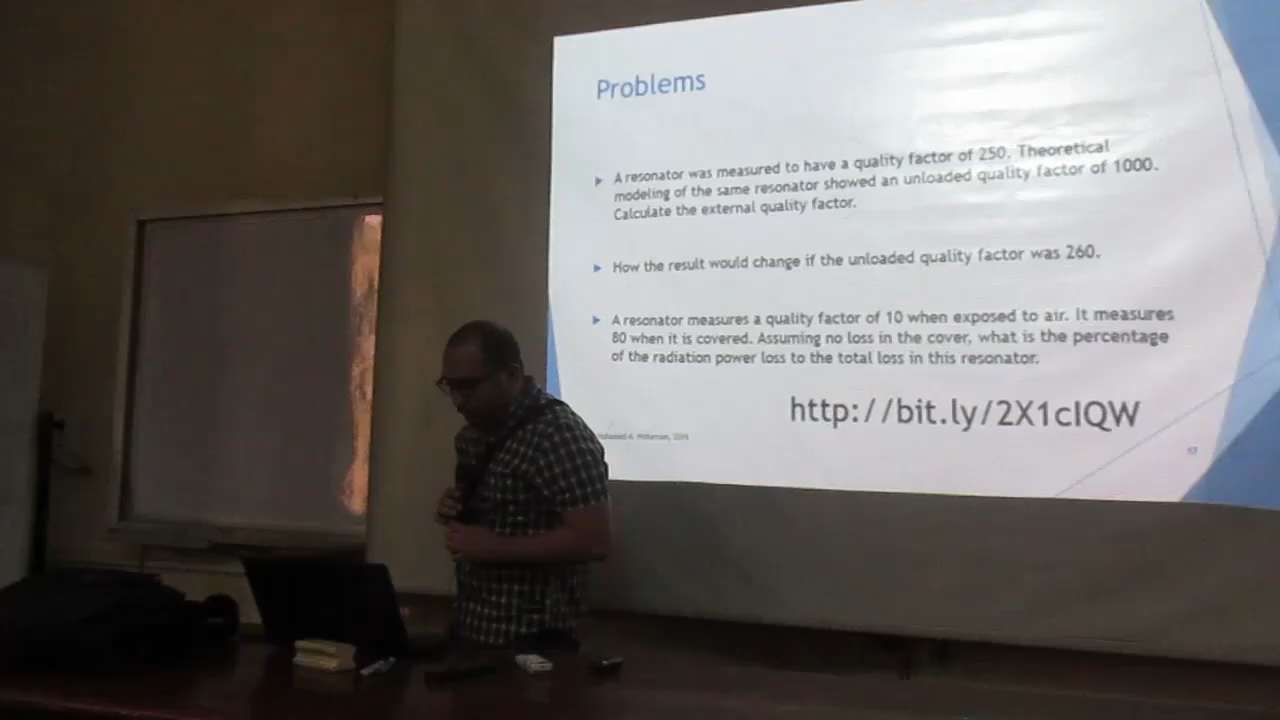 Problems
A resonator was measured to have a quality factor of 250. Theoretical
modeling of the same resonator showed an unloaded quality factor of 1000.
Calculate the external quality factor.
How the result would change if the unloaded quality factor was 260.
A resonator measures a quality factor of 10 when exposed to air. It measures
80 when it is covered. Assuming no loss in the cover, what is the percentage
of the radiation power loss to the total loss in this resonator.
http://bit.ly/2X1cIQW